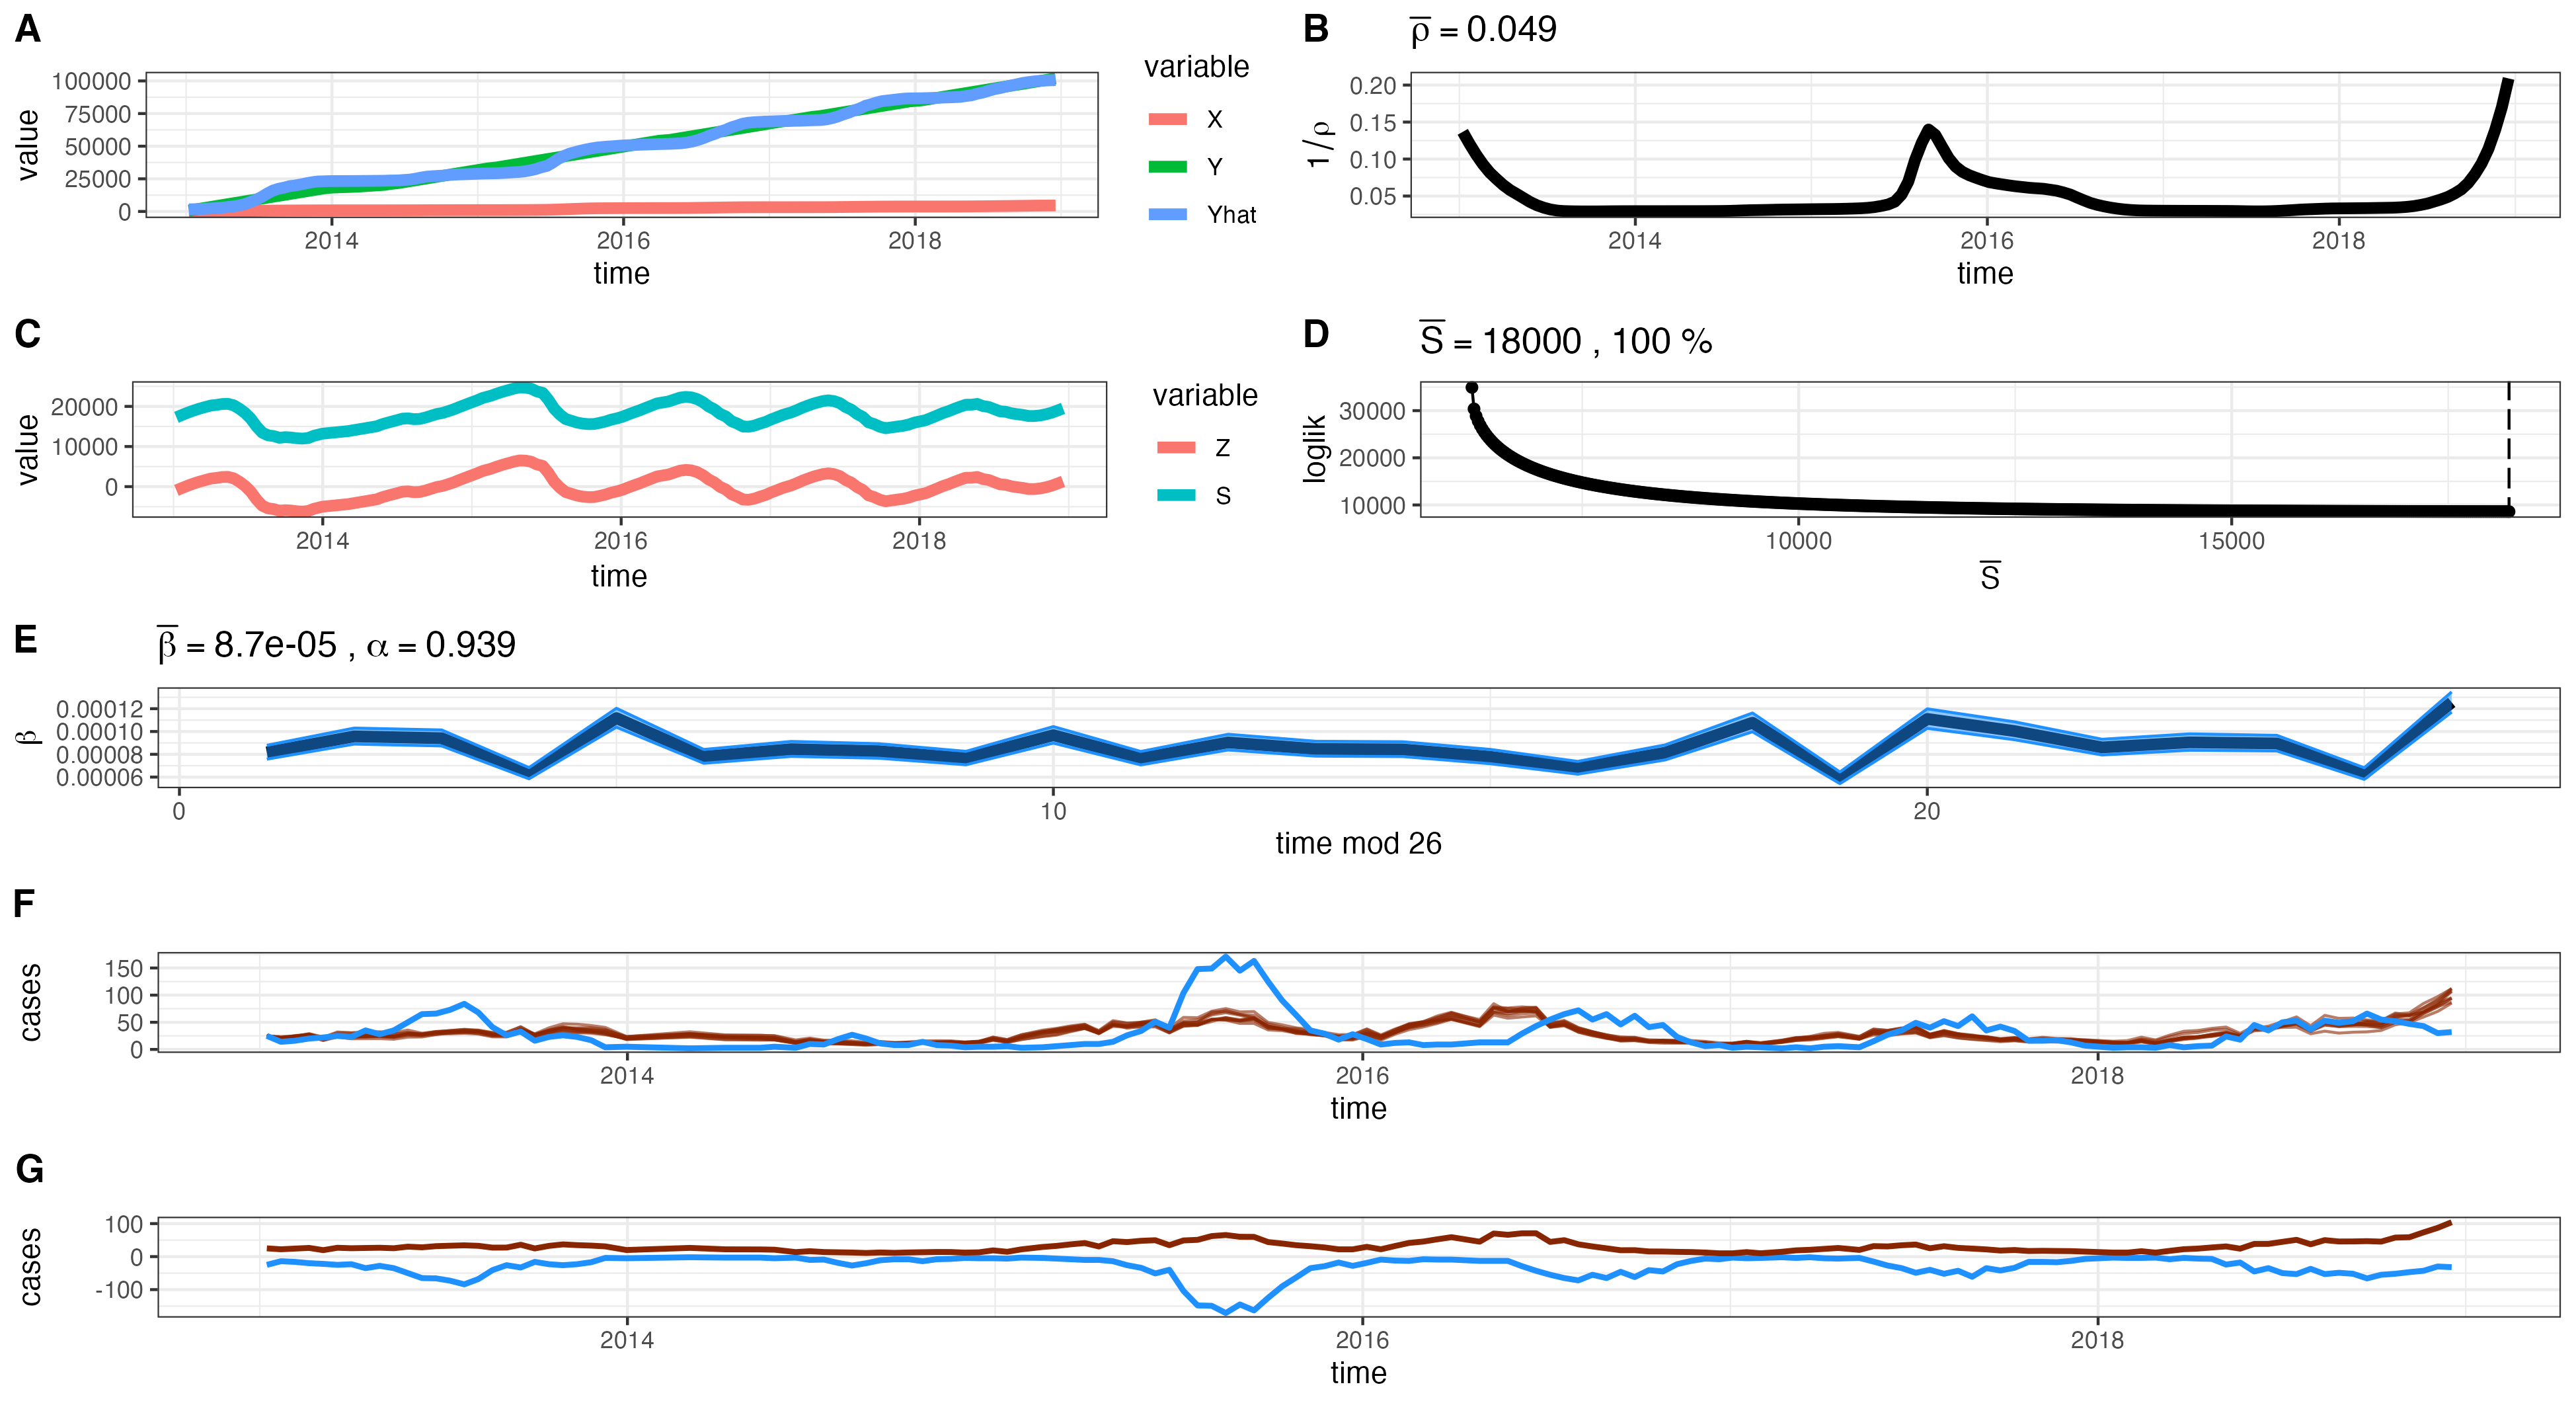 A
variable
X
Y
Yhat
value
100000
75000
50000
25000
0
2014 2016 2018
time
B
ρ̅ = 0.049
1/ρ
0.20
0.15
0.10
0.05
2014 2016 2018
time
C
variable
Z
S
value
20000
10000
0
2014 2016 2018
time
D
S̅ = 18000 , 100 %
loglik
30000
20000
10000
10000 15000
S̅
E
β̅ = 8.7e-05 , α = 0.939
β
0.00012
0.00010
0.00008
0.00006
0 10 20
time mod 26
F
cases
150
100
50
0
2014 2016 2018
time
G
cases
100
0
-100
2014 2016 2018
time